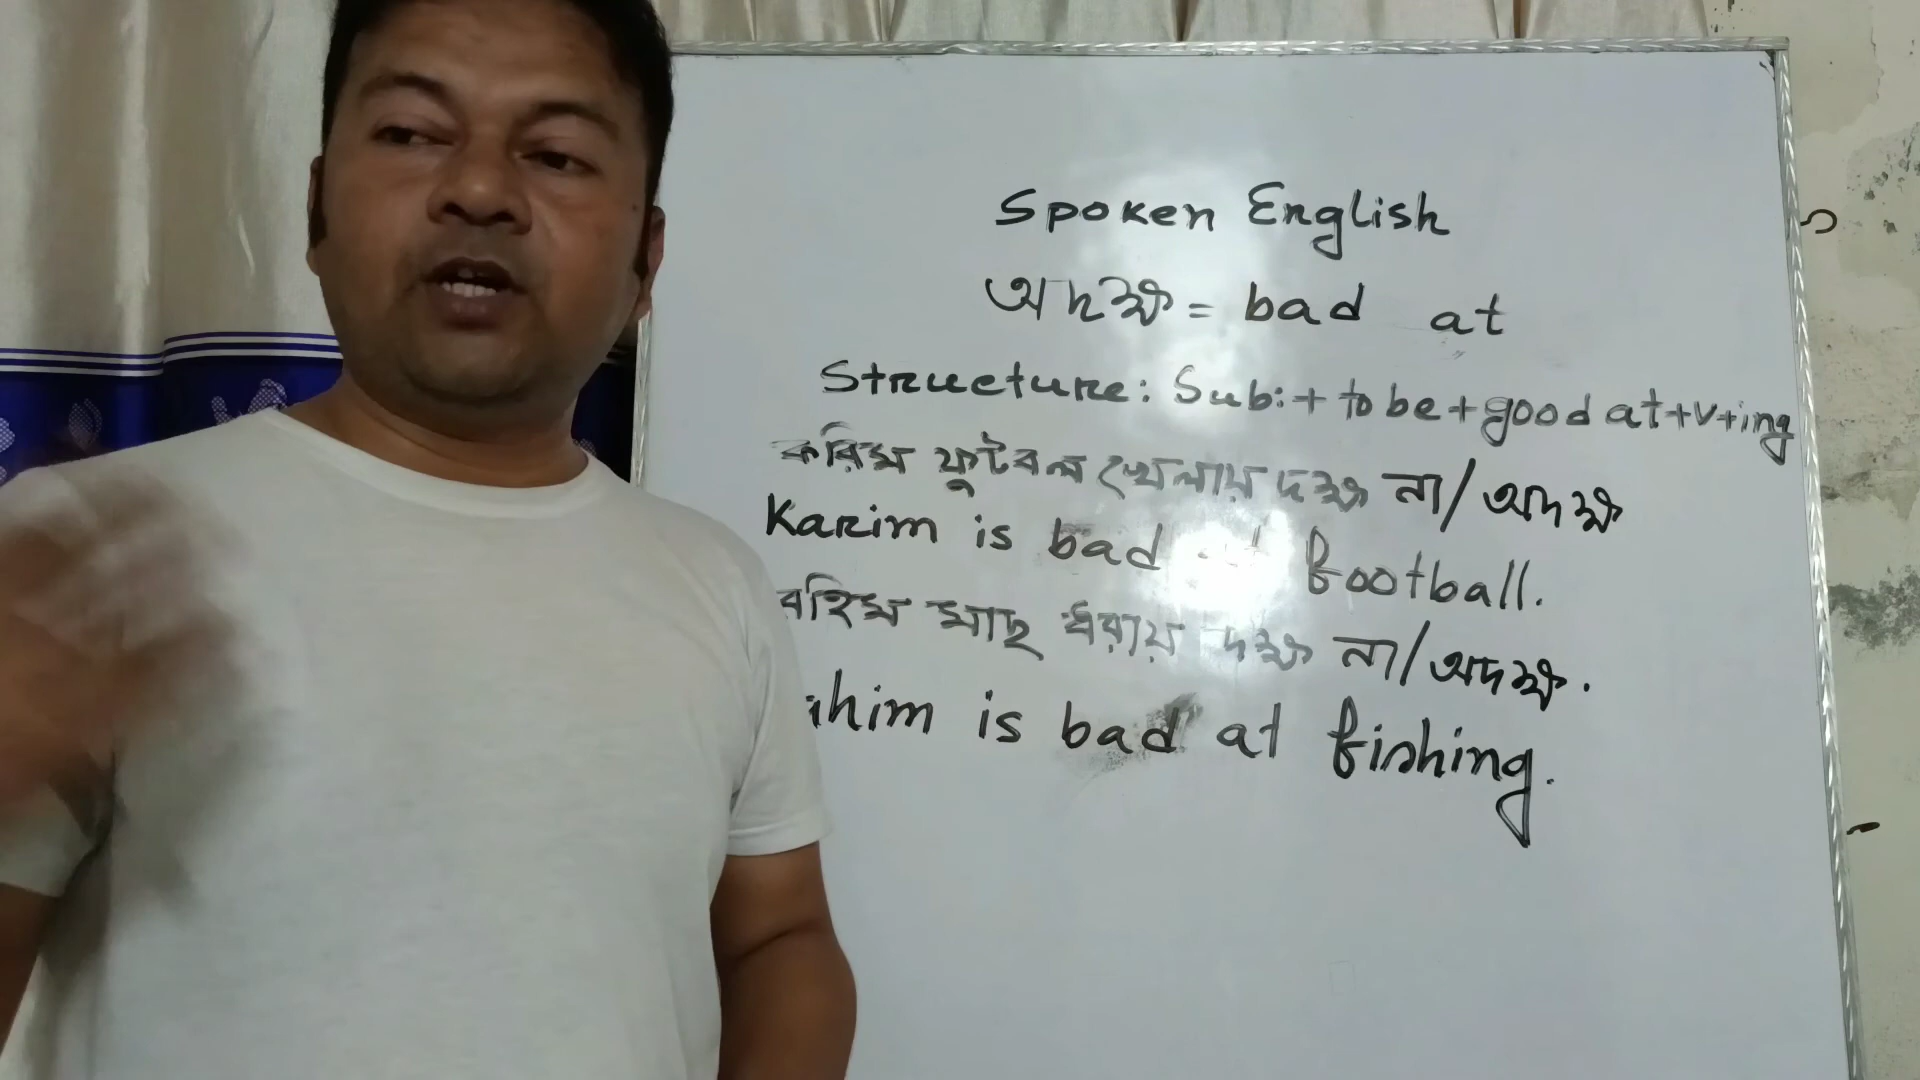 Spoken English
অদক্ষ = bad at
Structure: Sub:+ to be + good at+v+ing
করিম ফুটবল খেলায় দক্ষ না/অদক্ষ
Karim is bad at football.
রহিম মাছ ধরায় দক্ষ না/অদক্ষ.
is bad at fishing.